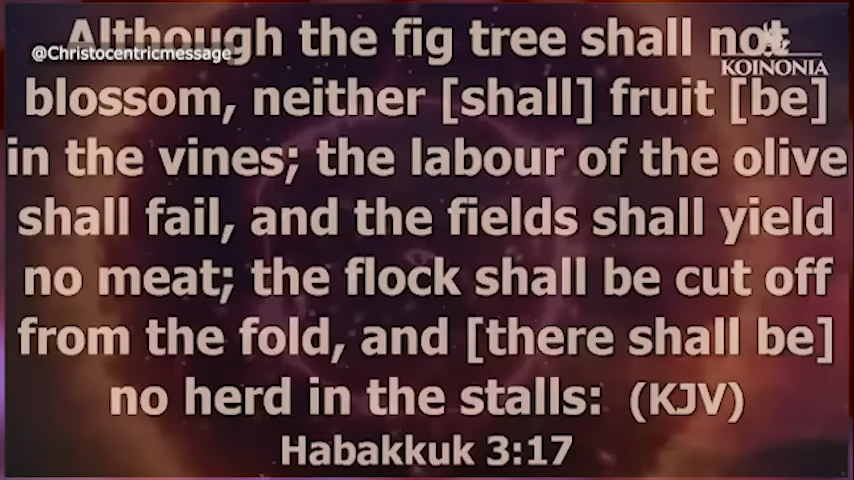 Although the fig tree shall not
@Christocentricmessage
KOINONIA
blossom, neither [shall] fruit [be]
in the vines; the labour of the olive
shall fail, and the fields shall yield
no meat; the flock shall be cut off
from the fold, and [there shall be]
no herd in the stalls: (KJV)
Habakkuk 3:17